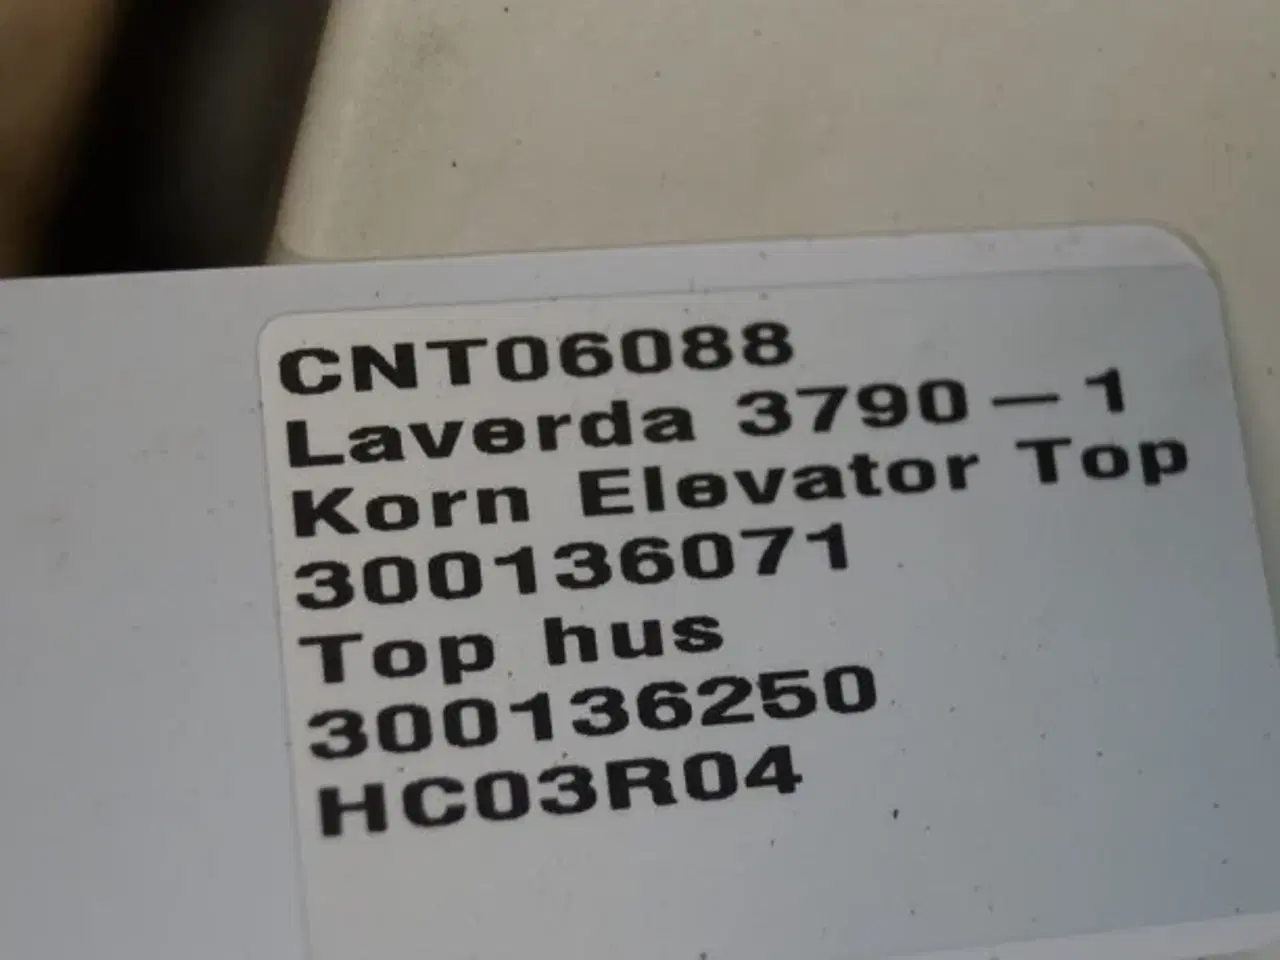 CNT06088
Laverda 3790 - 1
Korn Elevator Top
300136071
Top hus
300136250
HC03R04